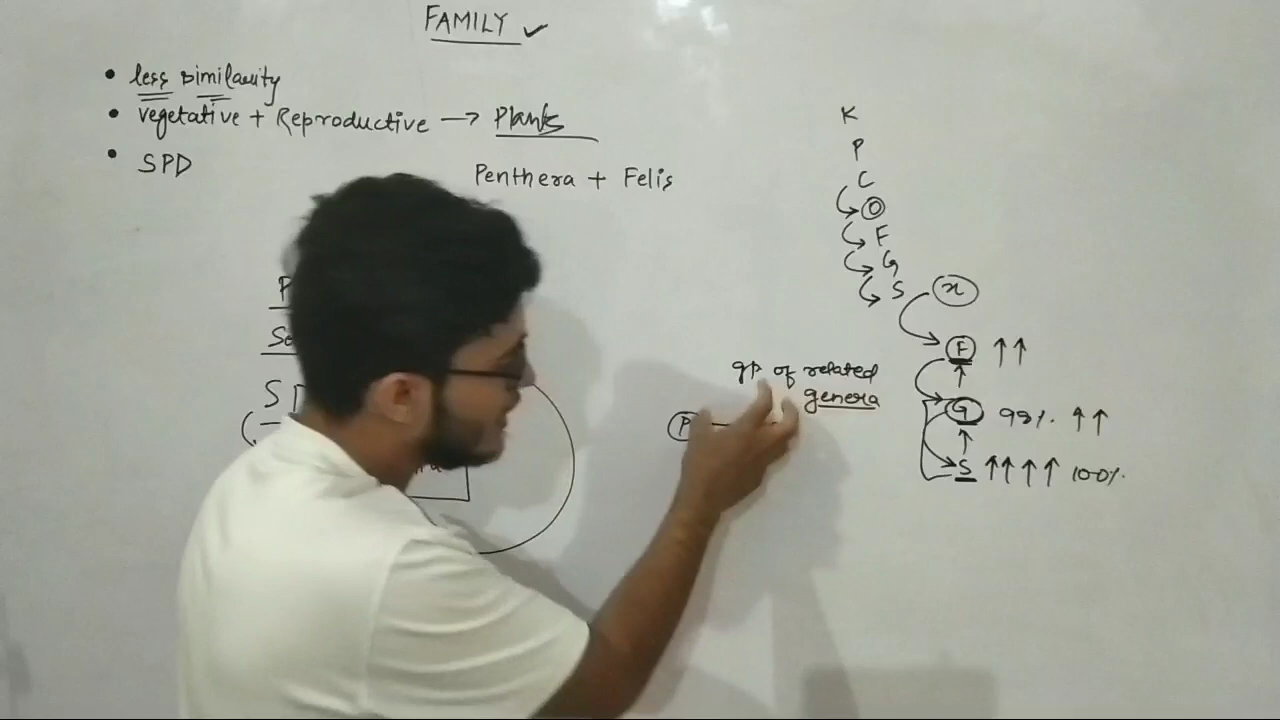 FAMILY ✓
• less similarity
• vegetative + Reproductive → Plants
• SPD
Penthera + Felis
K
P
C
O
F
G
S
x
F ↑↑
gp of related
genera
P
G 99%. ↑↑
S ↑↑↑↑ 100%.